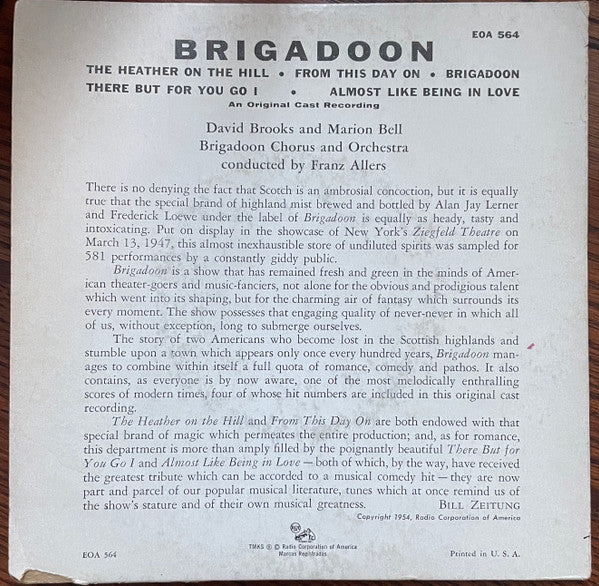 EOA 564
BRIGADOON
THE HEATHER ON THE HILL • FROM THIS DAY ON • BRIGADOON
THERE BUT FOR YOU GO I • ALMOST LIKE BEING IN LOVE
An Original Cast Recording
David Brooks and Marion Bell
Brigadoon Chorus and Orchestra
conducted by Franz Allers
There is no denying the fact that Scotch is an ambrosial concoction, but it is equally
true that the special brand of highland mist brewed and bottled by Alan Jay Lerner
and Frederick Loewe under the label of Brigadoon is equally as heady, tasty and
intoxicating. Put on display in the showcase of New York's Ziegfeld Theatre on
March 13, 1947, this almost inexhaustible store of undiluted spirits was sampled for
581 performances by a constantly giddy public.
Brigadoon is a show that has remained fresh and green in the minds of Amer-
ican theater-goers and music-fanciers, not alone for the obvious and prodigious talent
which went into its shaping, but for the charming air of fantasy which surrounds its
every moment. The show possesses that engaging quality of never-never in which all
of us, without exception, long to submerge ourselves.
The story of two Americans who become lost in the Scottish highlands and
stumble upon a town which appears only once every hundred years, Brigadoon man-
ages to combine within itself a full quota of romance, comedy and pathos. It also
contains, as everyone is by now aware, one of the most melodically enthralling
scores of modern times, four of whose hit numbers are included in this original cast
recording.
The Heather on the Hill and From This Day On are both endowed with that
special brand of magic which permeates the entire production; and, as for romance,
this department is more than amply filled by the poignantly beautiful There But for
You Go I and Almost Like Being in Love—both of which, by the way, have received
the greatest tribute which can be accorded to a musical comedy hit—they are now
part and parcel of our popular musical literature, tunes which at once remind us of
the show's stature and of their own musical greatness. BILL ZEITUNG
Copyright 1954, Radio Corporation of America
RCA
TMKS ® © Radio Corporation of America
Marcas Registradas
EOA 564 Printed in U. S. A.